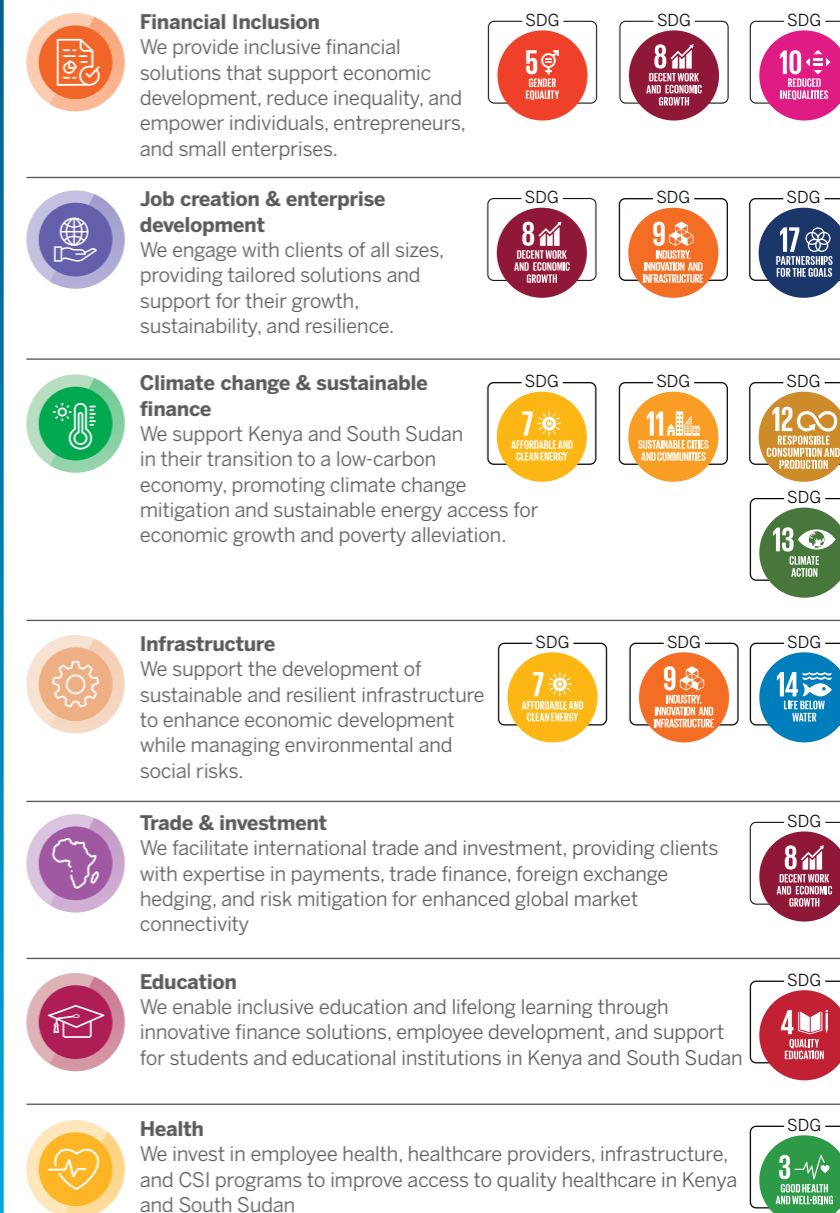 Financial Inclusion
We provide inclusive financial
solutions that support economic
development, reduce inequality, and
empower individuals, entrepreneurs,
and small enterprises.
SDG
5
GENDER
EQUALITY
SDG
8
DECENT WORK
AND ECONOMIC
GROWTH
SDG
10
REDUCED
INEQUALITIES
Job creation & enterprise
development
We engage with clients of all sizes,
providing tailored solutions and
support for their growth,
sustainability, and resilience.
SDG
8
DECENT WORK
AND ECONOMIC
GROWTH
SDG
9
INDUSTRY,
INNOVATION AND
INFRASTRUCTURE
SDG
17
PARTNERSHIPS
FOR THE GOALS
Climate change & sustainable
finance
We support Kenya and South Sudan
in their transition to a low-carbon
economy, promoting climate change
mitigation and sustainable energy access for
economic growth and poverty alleviation.
SDG
7
AFFORDABLE AND
CLEAN ENERGY
SDG
11
SUSTAINABLE CITIES
AND COMMUNITIES
SDG
12
RESPONSIBLE
CONSUMPTION AND
PRODUCTION
SDG
13
CLIMATE
ACTION
Infrastructure
We support the development of
sustainable and resilient infrastructure
to enhance economic development
while managing environmental and
social risks.
SDG
7
AFFORDABLE AND
CLEAN ENERGY
SDG
9
INDUSTRY,
INNOVATION AND
INFRASTRUCTURE
SDG
14
LIFE BELOW
WATER
Trade & investment
We facilitate international trade and investment, providing clients
with expertise in payments, trade finance, foreign exchange
hedging, and risk mitigation for enhanced global market
connectivity
SDG
8
DECENT WORK
AND ECONOMIC
GROWTH
Education
We enable inclusive education and lifelong learning through
innovative finance solutions, employee development, and support
for students and educational institutions in Kenya and South Sudan
SDG
4
QUALITY
EDUCATION
Health
We invest in employee health, healthcare providers, infrastructure,
and CSI programs to improve access to quality healthcare in Kenya
and South Sudan
SDG
3
GOOD HEALTH
AND WELL-BEING